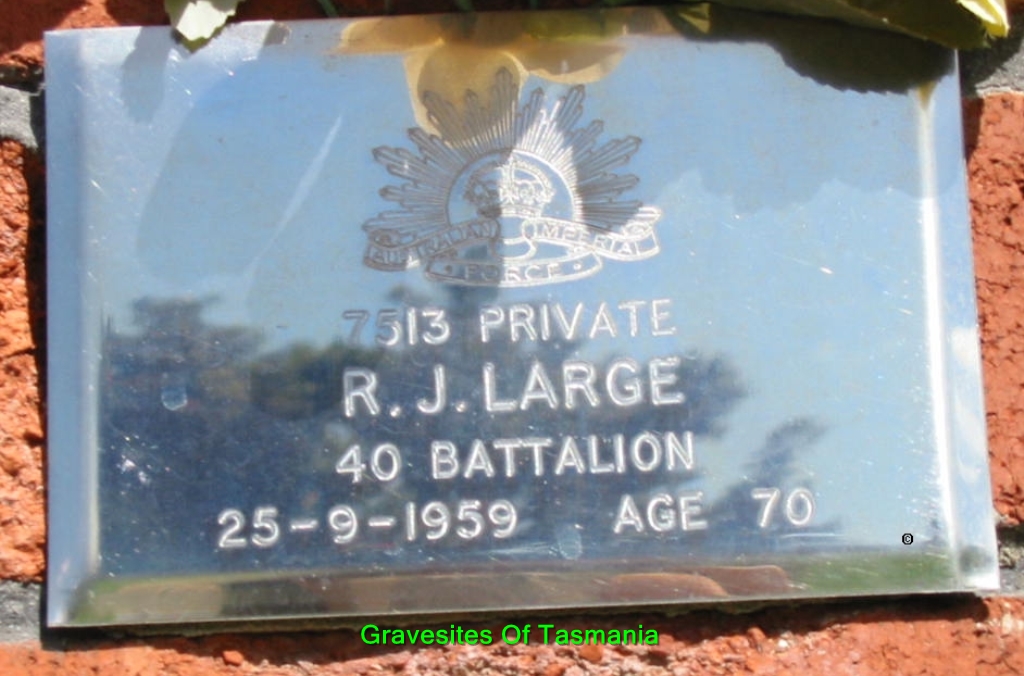 AUSTRALIAN IMPERIAL
FORCE
7513 PRIVATE
R. J. LARGE
40 BATTALION
25-9-1959 AGE 70
©
Gravesites Of Tasmania